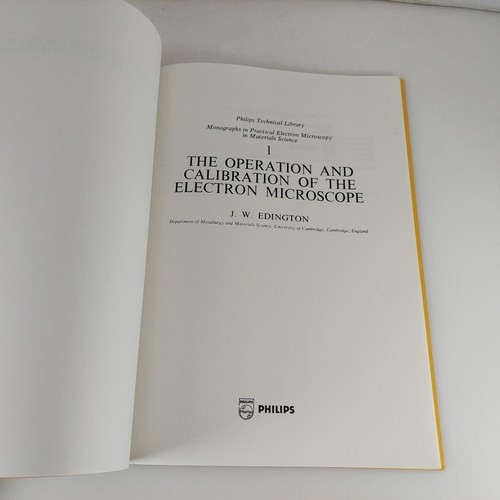 Philips Technical Library
Monographs in Practical Electron Microscopy
in Materials Science
1
THE OPERATION AND
CALIBRATION OF THE
ELECTRON MICROSCOPE
J. W. EDINGTON
Department of Metallurgy and Materials Science, University of Cambridge, Cambridge, England
PHILIPS
PHILIPS